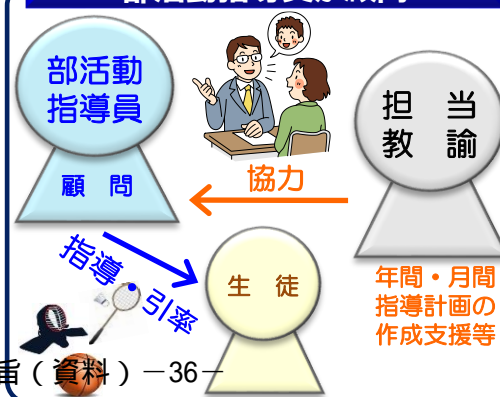 部活動
指導員
顧 問
担 当
教 諭
協力
指導・引率
生 徒
年間・月間
指導計画の
作成支援等
旨(資料)-36-